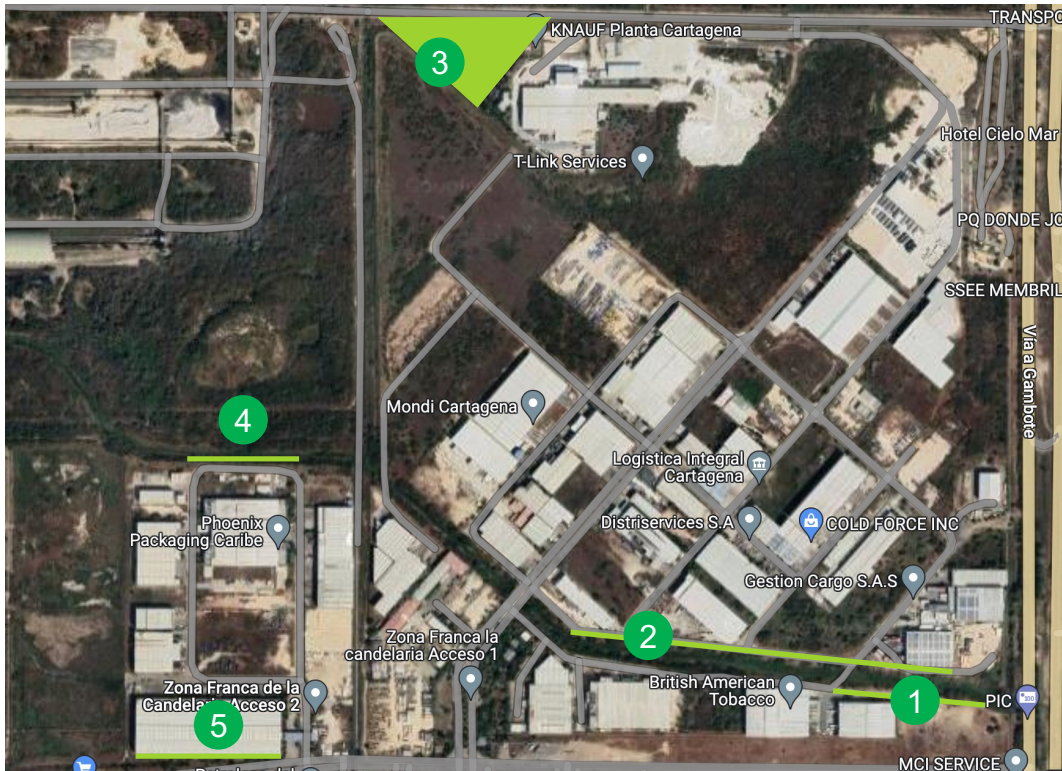 TRANSPO
KNAUF Planta Cartagena
3
Hotel Cielo Mar
T-Link Services
PQ DONDE JO
SSEE MEMBRIL
Vía a Gambote
Mondi Cartagena
4
Logistica Integral
Cartagena
Phoenix
Packaging Caribe
Distriservices S.A
COLD FORCE INC
Gestion Cargo S.A.S
2
Zona Franca la
candelaria Acceso 1
British American
Tobacco
Zona Franca de la
Candelaria Acceso 2
1
PIC
5
MCI SERVICE